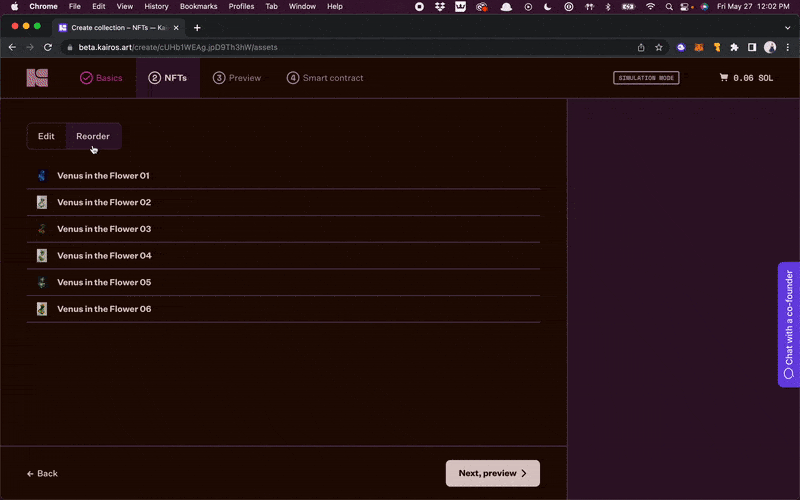 Chrome File Edit View History Bookmarks Profiles Tab Window Help Fri May 27 12:02 PM
Create collection – NFTs — Kai
beta.kairos.art/create/cUHb1WEAg.jpD9Th3hW/assets
Basics 2 NFTs 3 Preview 4 Smart contract SIMULATION MODE 0.06 SOL
Edit Reorder
Venus in the Flower 01
Venus in the Flower 02
Venus in the Flower 03
Venus in the Flower 04
Venus in the Flower 05
Venus in the Flower 06
Chat with a co-founder
Back Next, preview